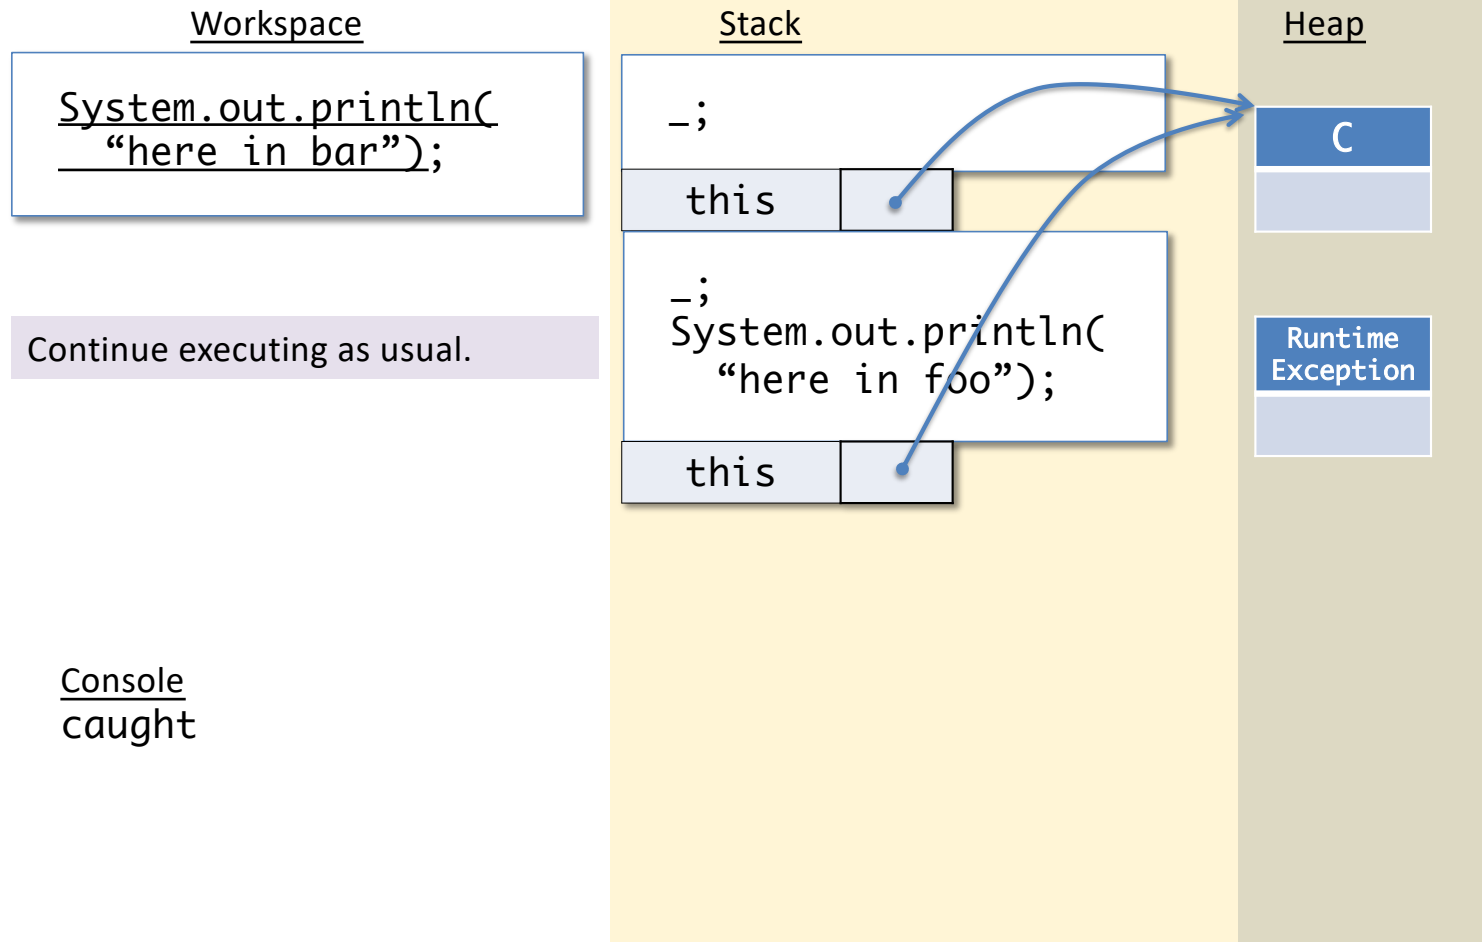 Workspace
System.out.println(
“here in bar”);
Continue executing as usual.
Console
caught
Stack
_;
this
_;
System.out.println(
“here in foo”);
this
Heap
C
Runtime
Exception